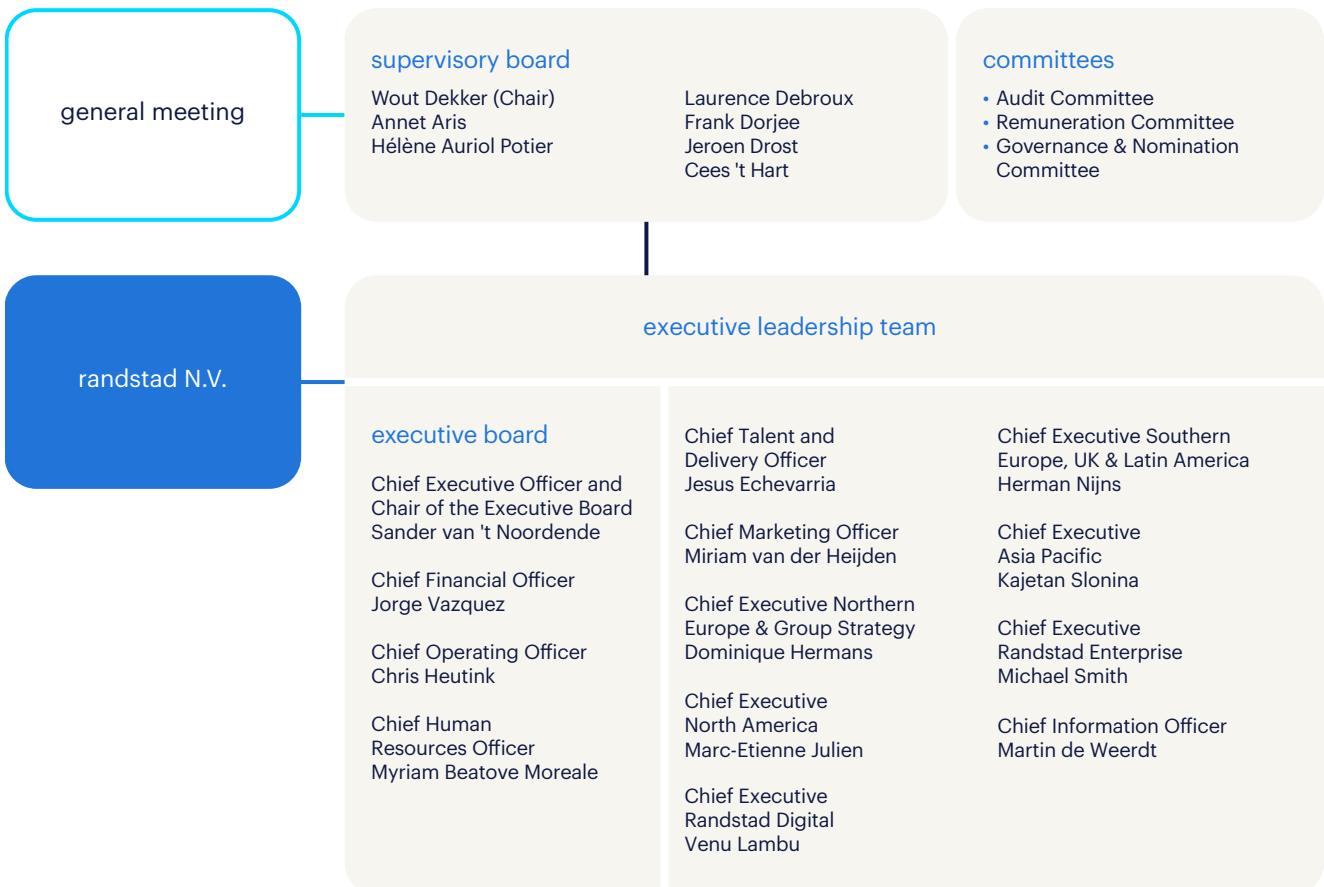 general meeting
supervisory board
Wout Dekker (Chair)
Annet Aris
Hélène Auriol Potier
Laurence Debroux
Frank Dorjee
Jeroen Drost
Cees 't Hart
committees
• Audit Committee
• Remuneration Committee
• Governance & Nomination
Committee
randstad N.V.
executive leadership team
executive board
Chief Executive Officer and
Chair of the Executive Board
Sander van 't Noordende
Chief Financial Officer
Jorge Vazquez
Chief Operating Officer
Chris Heutink
Chief Human
Resources Officer
Myriam Beatove Moreale
Chief Talent and
Delivery Officer
Jesus Echevarria
Chief Marketing Officer
Miriam van der Heijden
Chief Executive Northern
Europe & Group Strategy
Dominique Hermans
Chief Executive
North America
Marc-Etienne Julien
Chief Executive
Randstad Digital
Venu Lambu
Chief Executive Southern
Europe, UK & Latin America
Herman Nijns
Chief Executive
Asia Pacific
Kajetan Slonina
Chief Executive
Randstad Enterprise
Michael Smith
Chief Information Officer
Martin de Weerdt